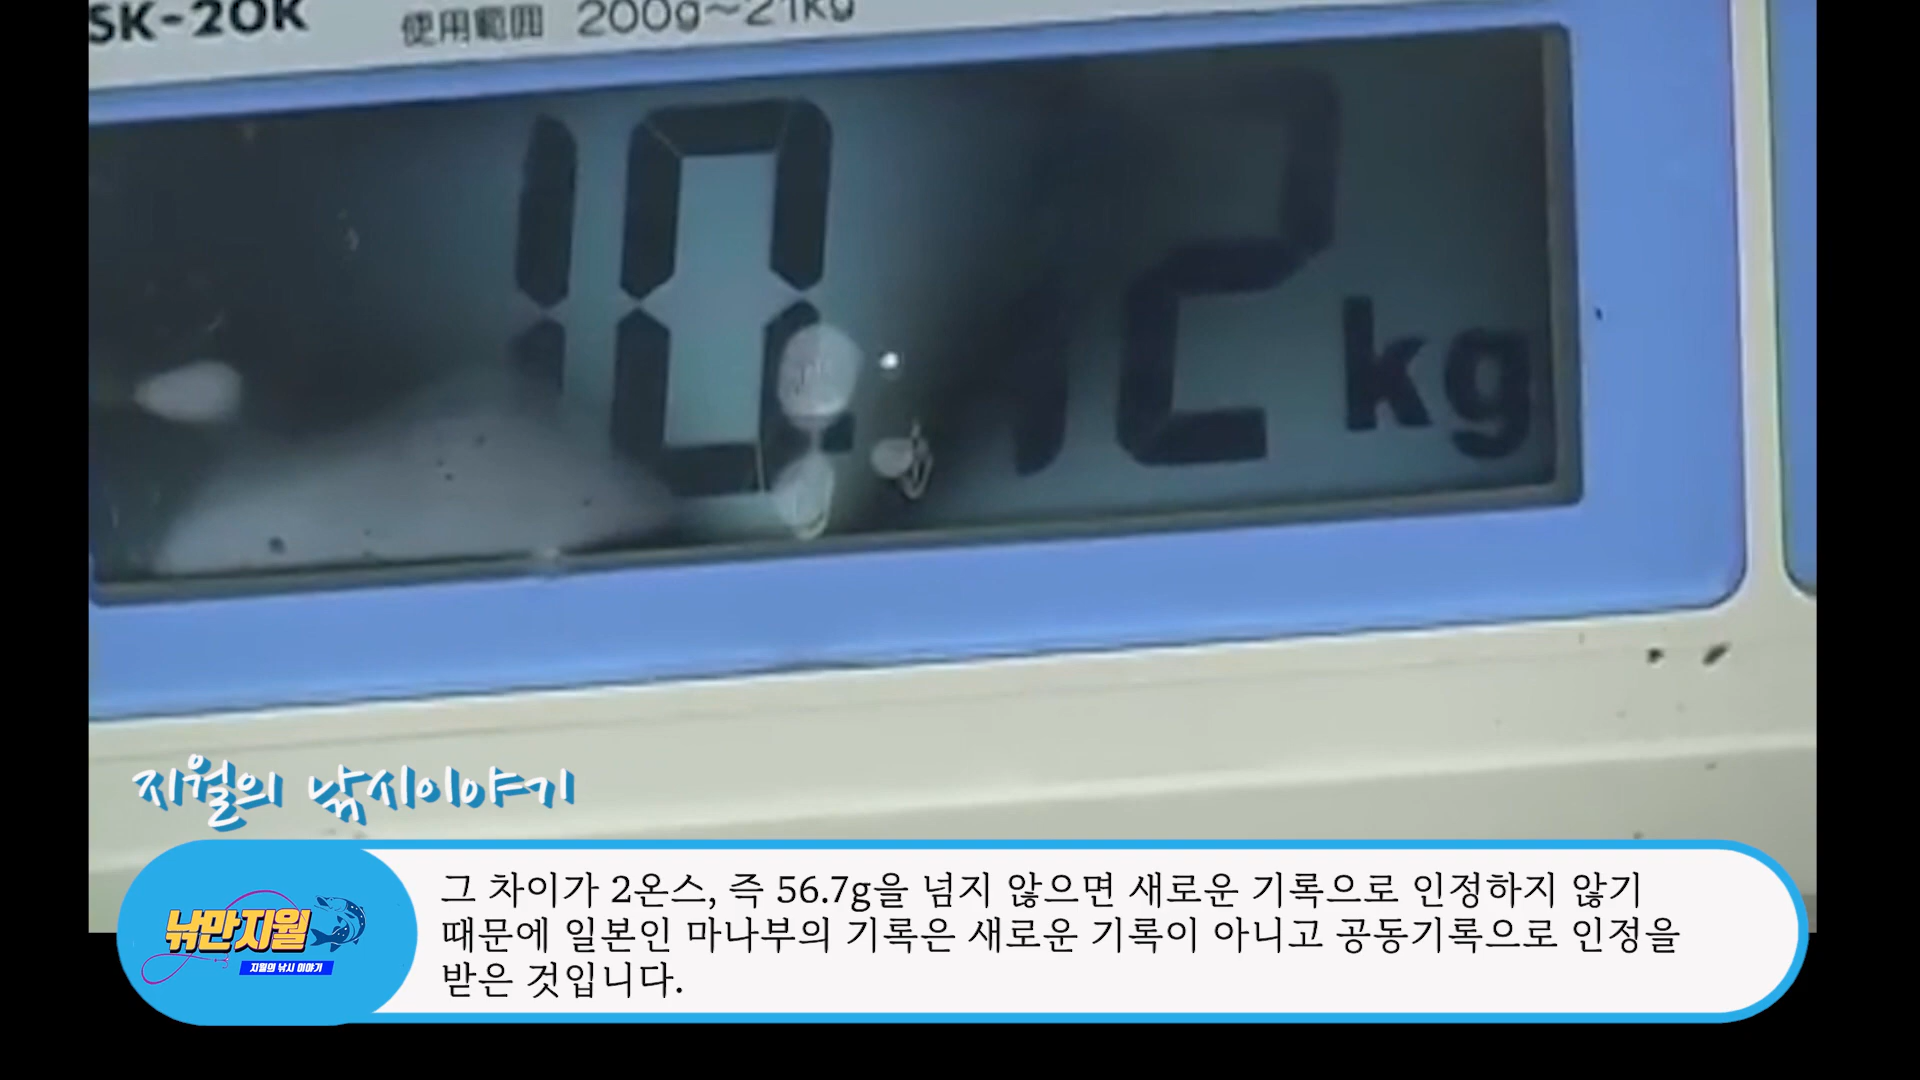 SK-20K 使用範囲 200g~21kg
10.12kg
지월의 낚시이야기
낚만지월
지월의 낚시 이야기
그 차이가 2온스, 즉 56.7g을 넘지 않으면 새로운 기록으로 인정하지 않기
때문에 일본인 마나부의 기록은 새로운 기록이 아니고 공동기록으로 인정을
받은 것입니다.